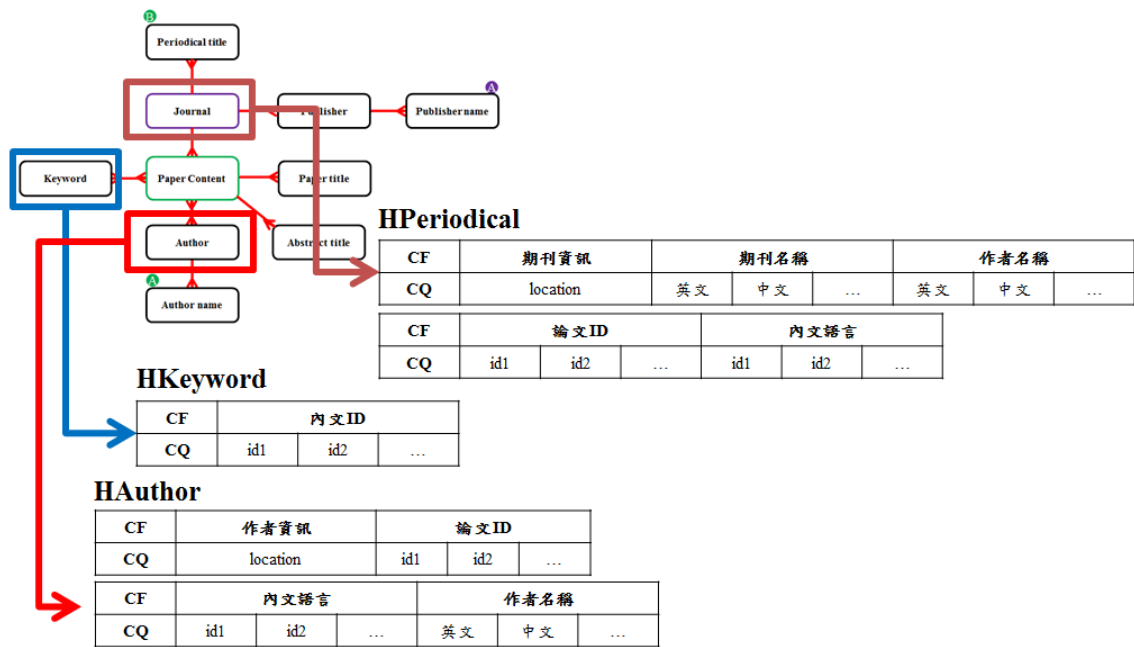 B
Periodical title
A
Journal
Publisher
Publisher name
Keyword
Paper Content
Paper title
Author
Abstract title
A
Author name
HPeriodical
CF 期刊資訊 期刊名稱 作者名稱
CQ location 英文 中文 … 英文 中文 …
CF 論文ID 內文語言
CQ id1 id2 … id1 id2 …
HKeyword
CF 內文ID
CQ id1 id2 …
HAuthor
CF 作者資訊 論文ID
CQ location id1 id2 …
CF 內文語言 作者名稱
CQ id1 id2 … 英文 中文 …